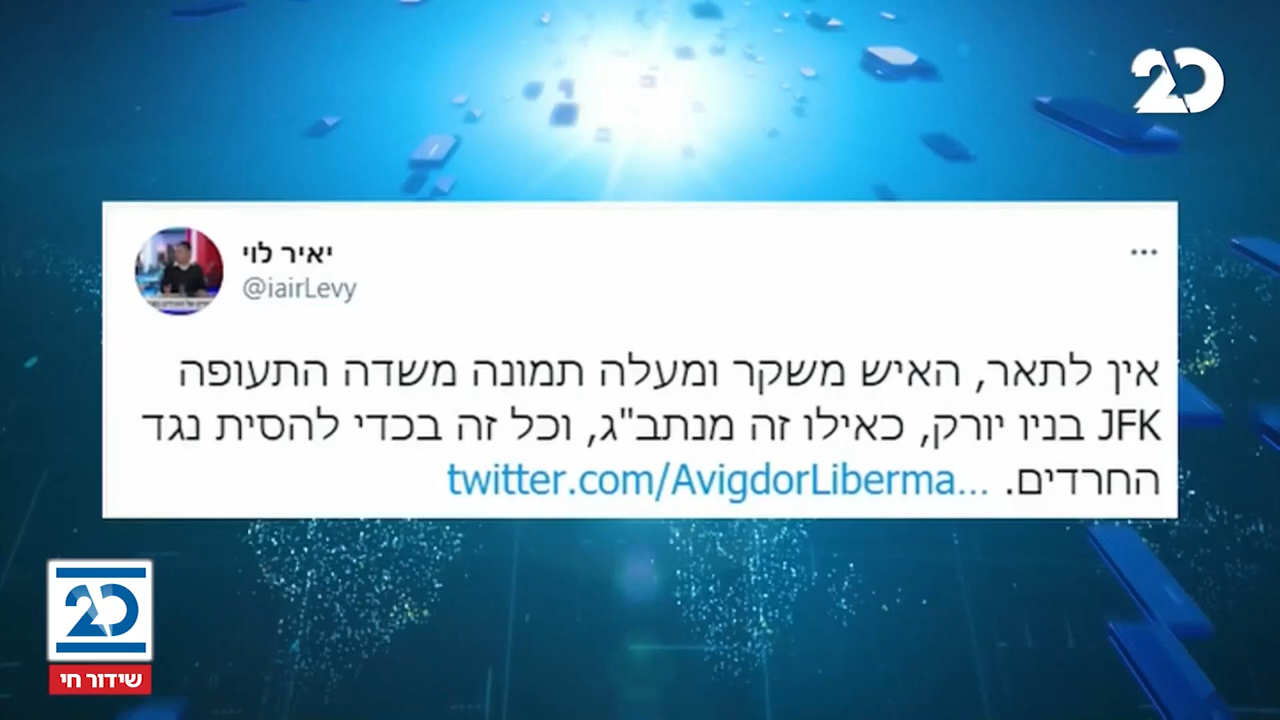 20
יאיר לוי
@iairLevy
אין לתאר, האיש משקר ומעלה תמונה משדה התעופה
JFK בניו יורק, כאילו זה מנתב"ג, וכל זה בכדי להסית נגד
החרדים. twitter.com/AvigdorLiberma...
20
שידור חי